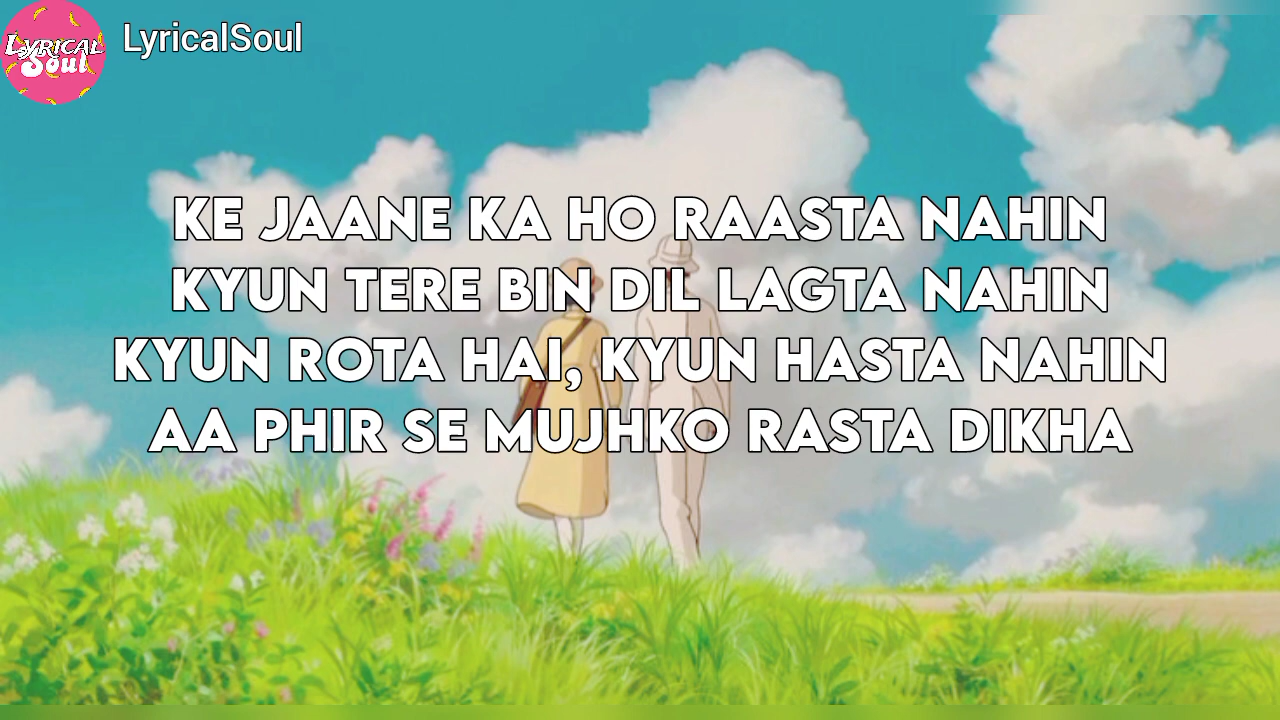 LYRICAL
Soul
LyricalSoul
KE JAANE KA HO RAASTA NAHIN
KYUN TERE BIN DIL LAGTA NAHIN
KYUN ROTA HAI, KYUN HASTA NAHIN
AA PHIR SE MUJHKO RASTA DIKHA